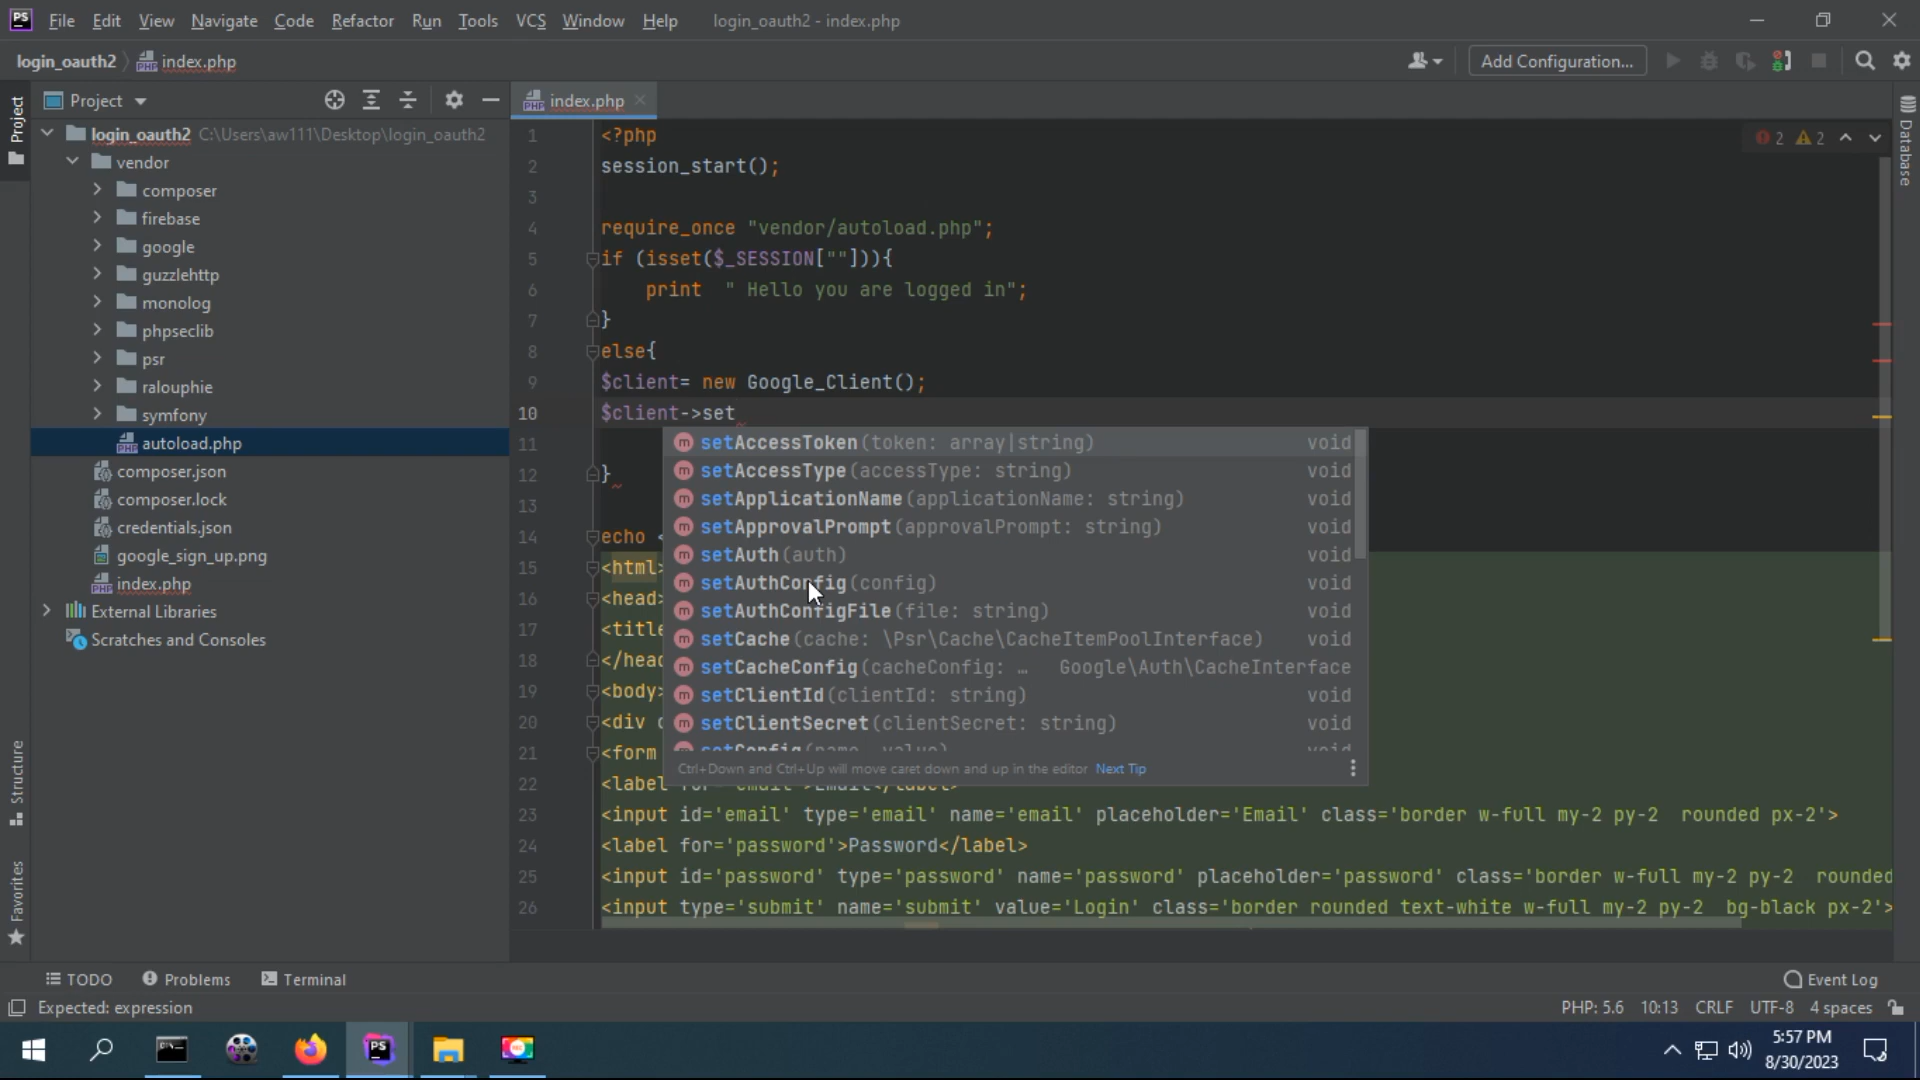 PS File Edit View Navigate Code Refactor Run Tools VCS Window Help login_oauth2 - index.php
login_oauth2 index.php Add Configuration...
Project
Project
index.php
login_oauth2 C:\Users\aw111\Desktop\login_oauth2
vendor
composer
firebase
google
guzzlehttp
monolog
phpseclib
psr
ralouphie
symfony
autoload.php
composer.json
composer.lock
credentials.json
google_sign_up.png
index.php
External Libraries
Scratches and Consoles
Structure
Favorites
Database
2 2
1 <?php
2 session_start();
3
4 require_once "vendor/autoload.php";
5 if (isset($_SESSION[""])){
6 print " Hello you are logged in";
7 }
8 else{
9 $client= new Google_Client();
10 $client->set
11
12 }
13
14 echo <
15 <html>
16 <head>
17 <title
18 </head
19 <body>
20 <div c
21 <form
22 <label for='email'>Email</label>
23 <input id='email' type='email' name='email' placeholder='Email' class='border w-full my-2 py-2 rounded px-2'>
24 <label for='password'>Password</label>
25 <input id='password' type='password' name='password' placeholder='password' class='border w-full my-2 py-2 rounded
26 <input type='submit' name='submit' value='Login' class='border rounded text-white w-full my-2 py-2 bg-black px-2'>
setAccessToken(token: array|string) void
setAccessType(accessType: string) void
setApplicationName(applicationName: string) void
setApprovalPrompt(approvalPrompt: string) void
setAuth(auth) void
setAuthConfig(config) void
setAuthConfigFile(file: string) void
setCache(cache: \Psr\Cache\CacheItemPoolInterface) void
setCacheConfig(cacheConfig: … Google\Auth\CacheInterface
setClientId(clientId: string) void
setClientSecret(clientSecret: string) void
setConfig(name, value) void
Ctrl+Down and Ctrl+Up will move caret down and up in the editor Next Tip
TODO Problems Terminal Event Log
Expected: expression PHP: 5.6 10:13 CRLF UTF-8 4 spaces
PS
5:57 PM
8/30/2023